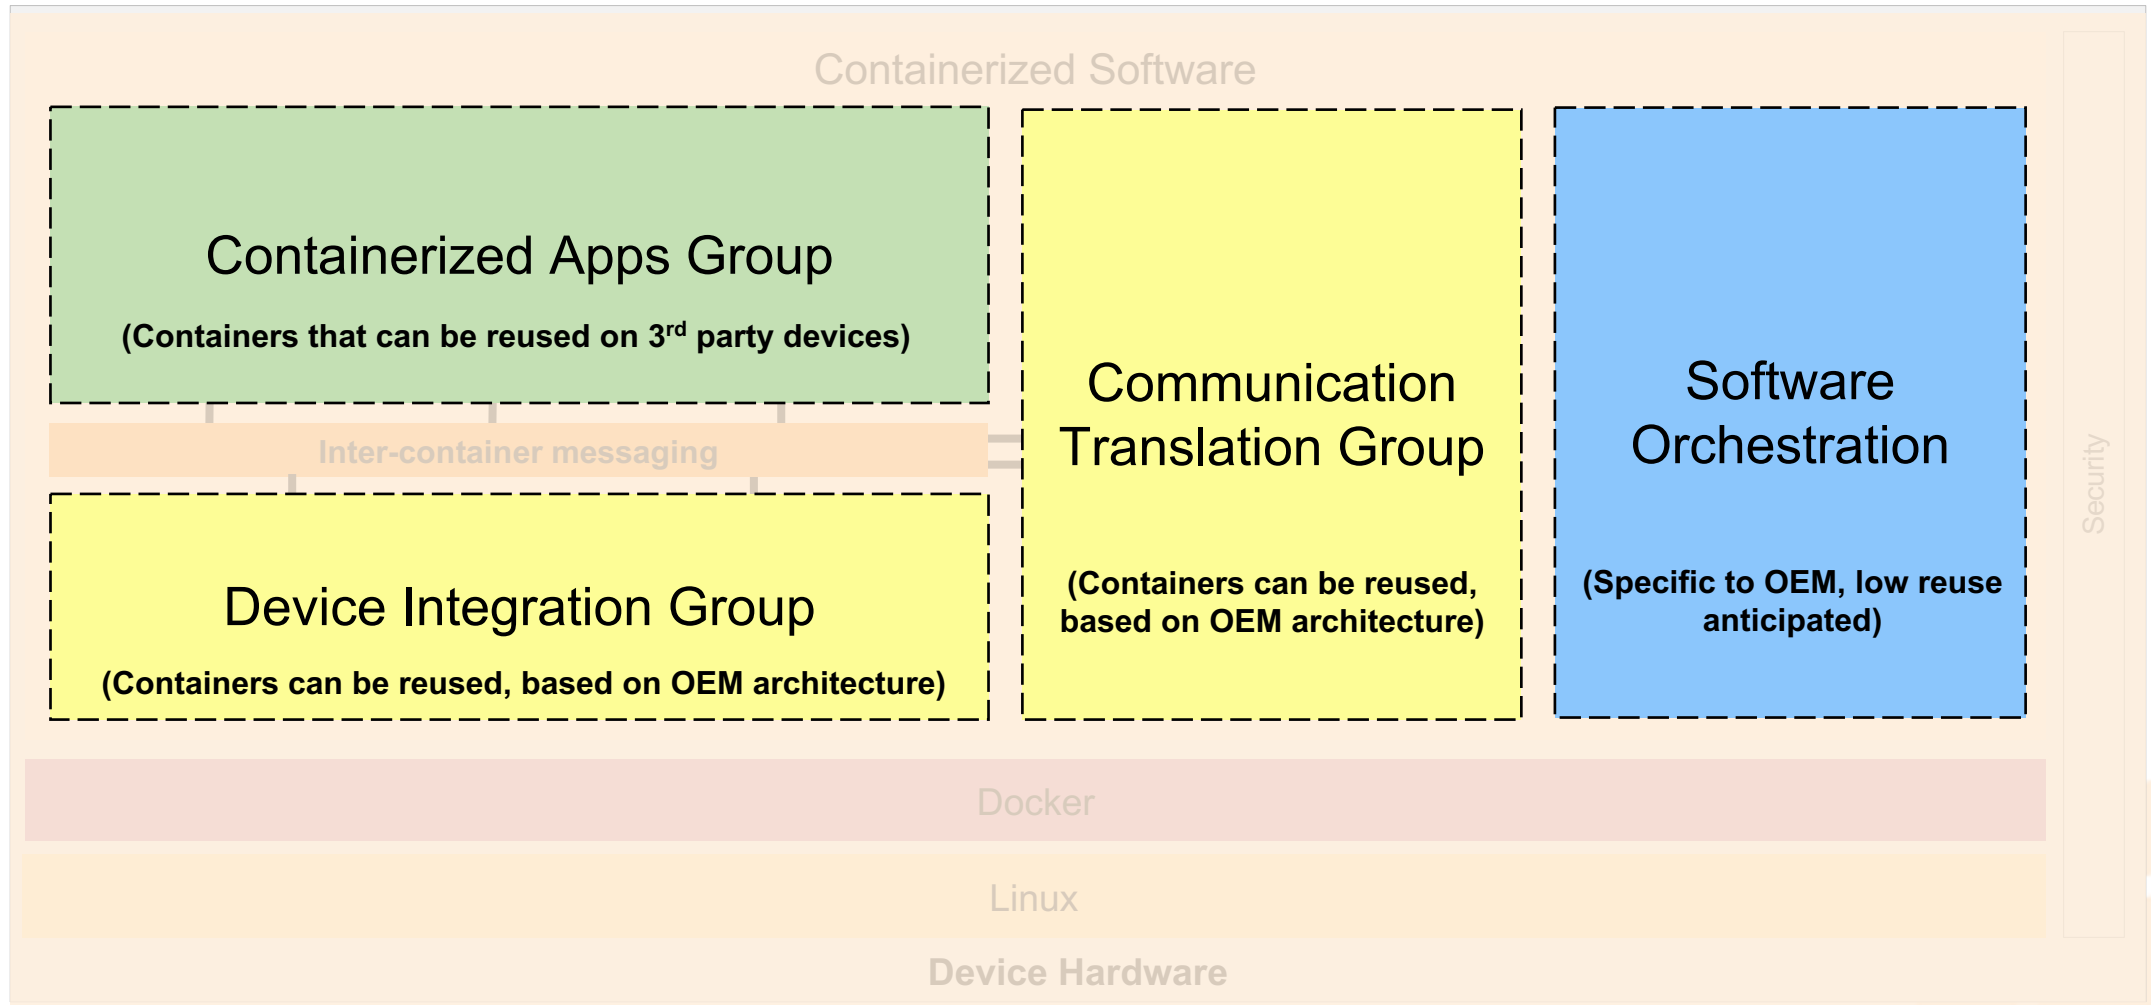 Containerized Software
Containerized Apps Group
(Containers that can be reused on 3rd party devices)
Inter-container messaging
Device Integration Group
(Containers can be reused, based on OEM architecture)
Communication
Translation Group
(Containers can be reused,
based on OEM architecture)
Software
Orchestration
(Specific to OEM, low reuse
anticipated)
Security
Docker
Linux
Device Hardware